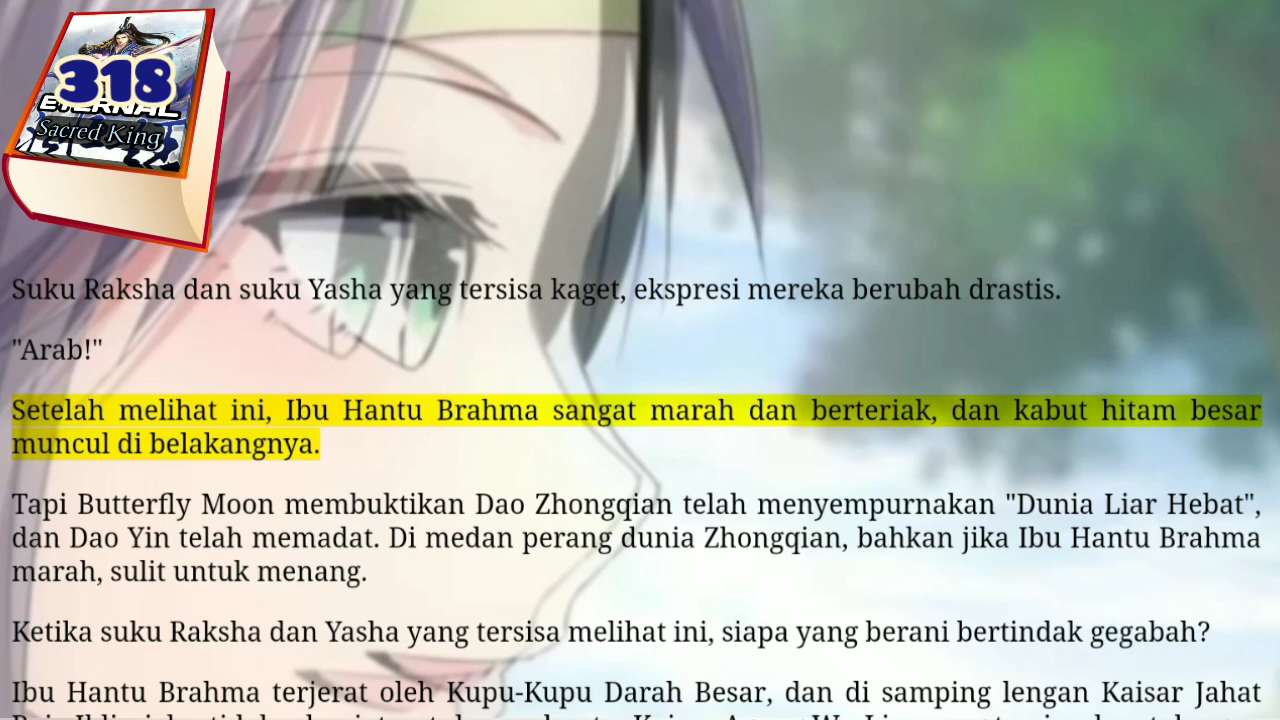 318
ETERNAL
Sacred King
Suku Raksha dan suku Yasha yang tersisa kaget, ekspresi mereka berubah drastis.
"Arab!"
Setelah melihat ini, Ibu Hantu Brahma sangat marah dan berteriak, dan kabut hitam besar
muncul di belakangnya.
Tapi Butterfly Moon membuktikan Dao Zhongqian telah menyempurnakan "Dunia Liar Hebat",
dan Dao Yin telah memadat. Di medan perang dunia Zhongqian, bahkan jika Ibu Hantu Brahma
marah, sulit untuk menang.
Ketika suku Raksha dan Yasha yang tersisa melihat ini, siapa yang berani bertindak gegabah?
Ibu Hantu Brahma terjerat oleh Kupu-Kupu Darah Besar, dan di samping lengan Kaisar Jahat